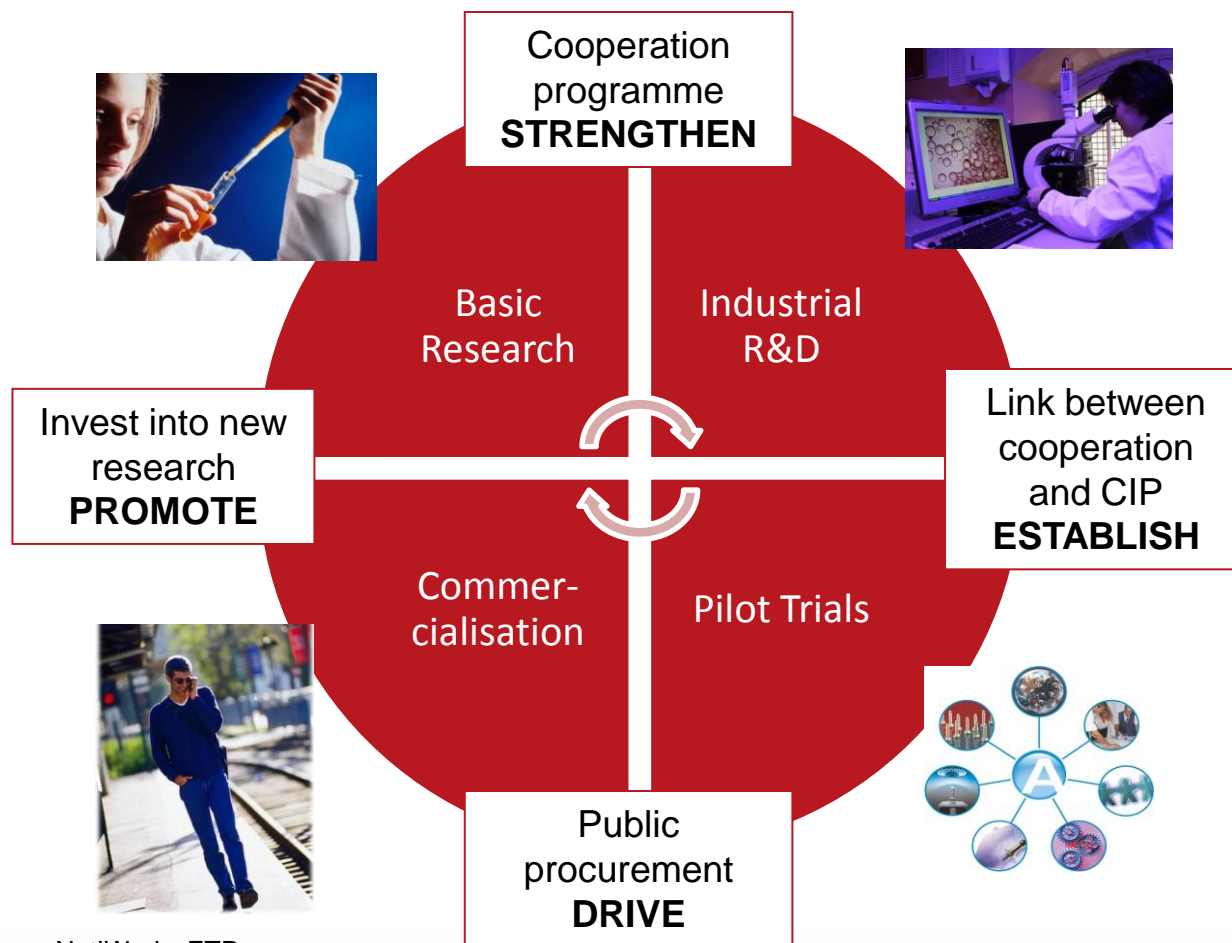 Cooperation
programme
STRENGTHEN
Basic
Research
Industrial
R&D
Invest into new
research
PROMOTE
Link between
cooperation
and CIP
ESTABLISH
Commer-
cialisation
Pilot Trials
A
Public
procurement
DRIVE